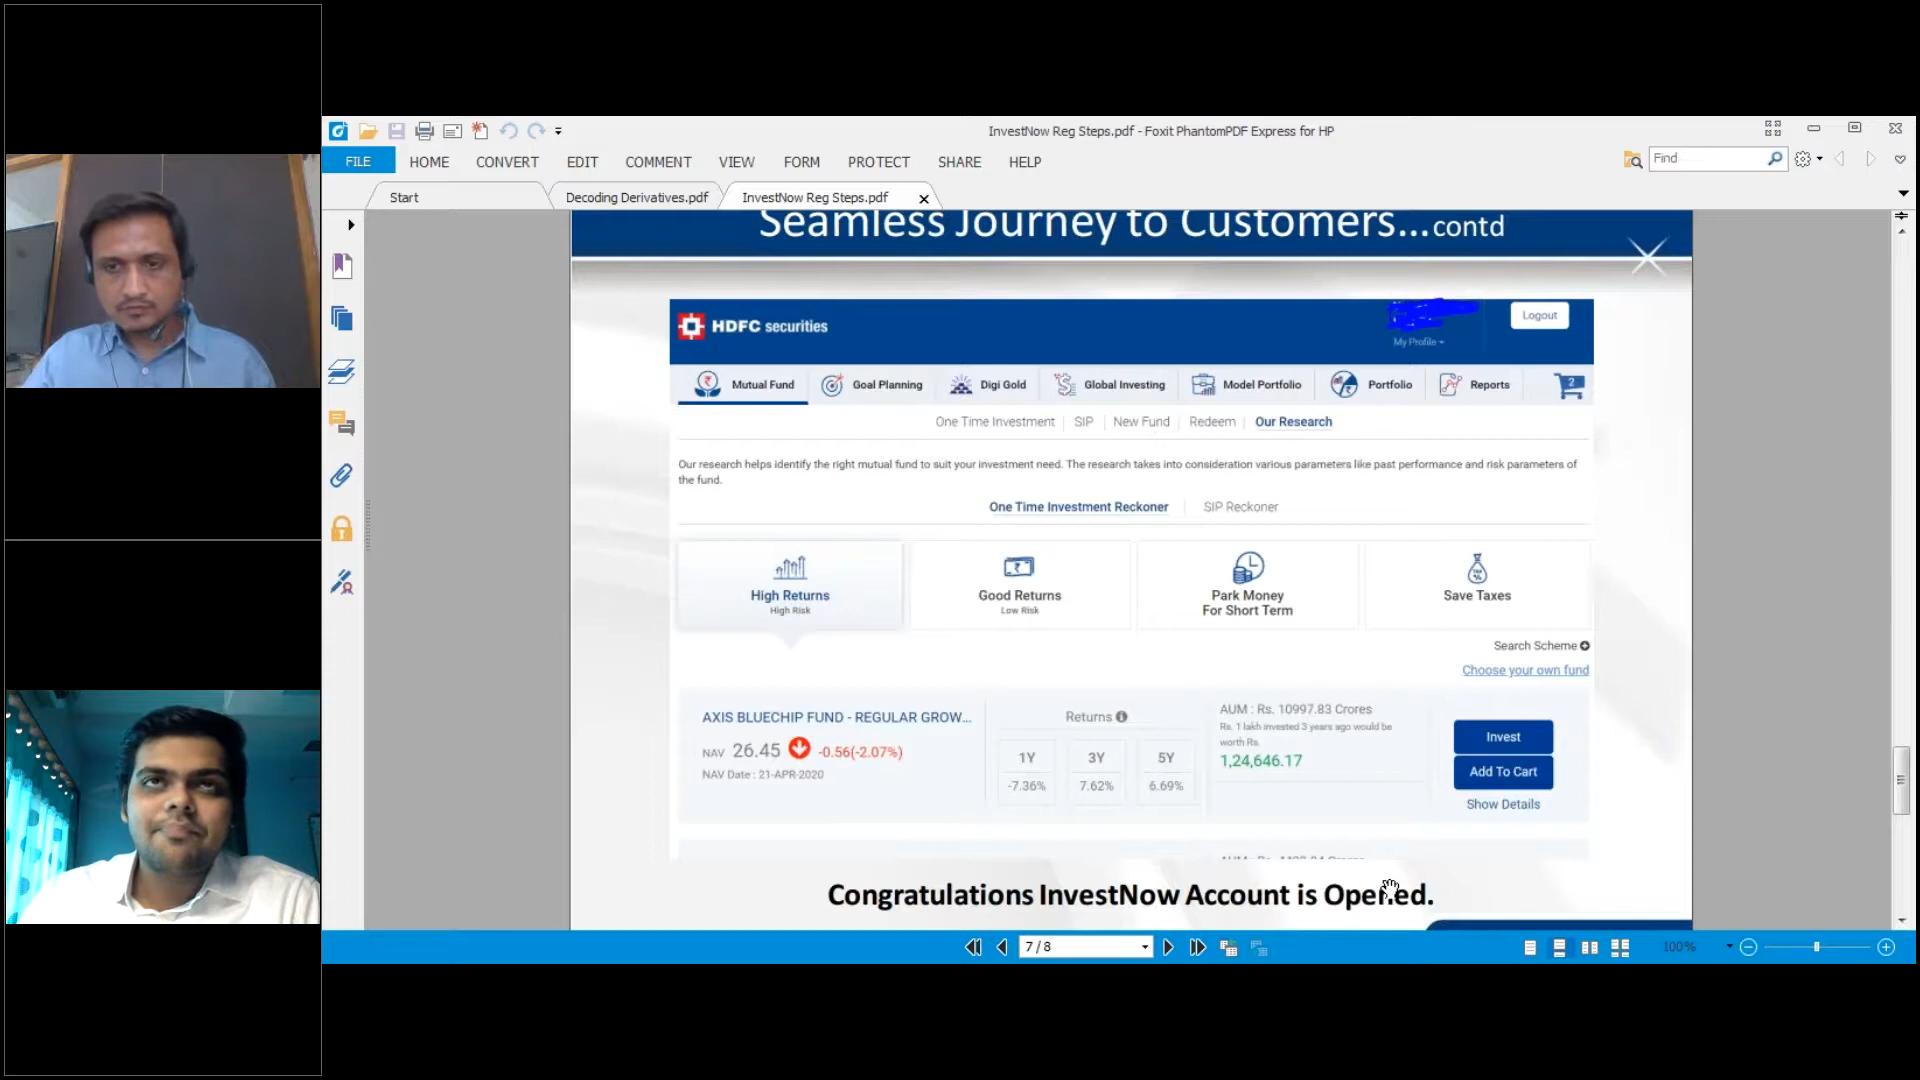 InvestNow Reg Steps.pdf - Foxit PhantomPDF Express for HP
FILE HOME CONVERT EDIT COMMENT VIEW FORM PROTECT SHARE HELP
Find
Start Decoding Derivatives.pdf InvestNow Reg Steps.pdf
Seamless Journey to Customers...contd
HDFC securities
Logout
My Profile
Mutual Fund Goal Planning Digi Gold Global Investing Model Portfolio Portfolio Reports 2
One Time Investment SIP New Fund Redeem Our Research
Our research helps identify the right mutual fund to suit your investment need. The research takes into consideration various parameters like past performance and risk parameters of
the fund.
One Time Investment Reckoner SIP Reckoner
High Returns
High Risk
Good Returns
Low Risk
Park Money
For Short Term
Save Taxes
Search Scheme
Choose your own fund
AXIS BLUECHIP FUND - REGULAR GROW...
NAV 26.45 -0.56(-2.07%)
NAV Date : 21-APR-2020
Returns
1Y 3Y 5Y
-7.36% 7.62% 6.69%
AUM : Rs. 10997.83 Crores
Rs. 1 lakh invested 3 years ago would be
worth Rs.
1,24,646.17
Invest
Add To Cart
Show Details
Congratulations InvestNow Account is Opened.
7 / 8
100%